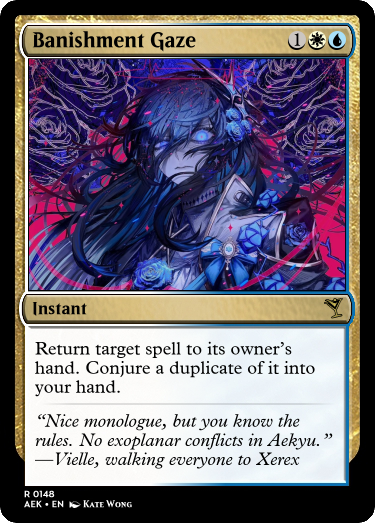 Banishment Gaze 1
Instant
Return target spell to its owner's
hand. Conjure a duplicate of it into
your hand.
“Nice monologue, but you know the
rules. No exoplanar conflicts in Aekyu.”
—Vielle, walking everyone to Xerex
R 0148
AEK • EN Kate Wong